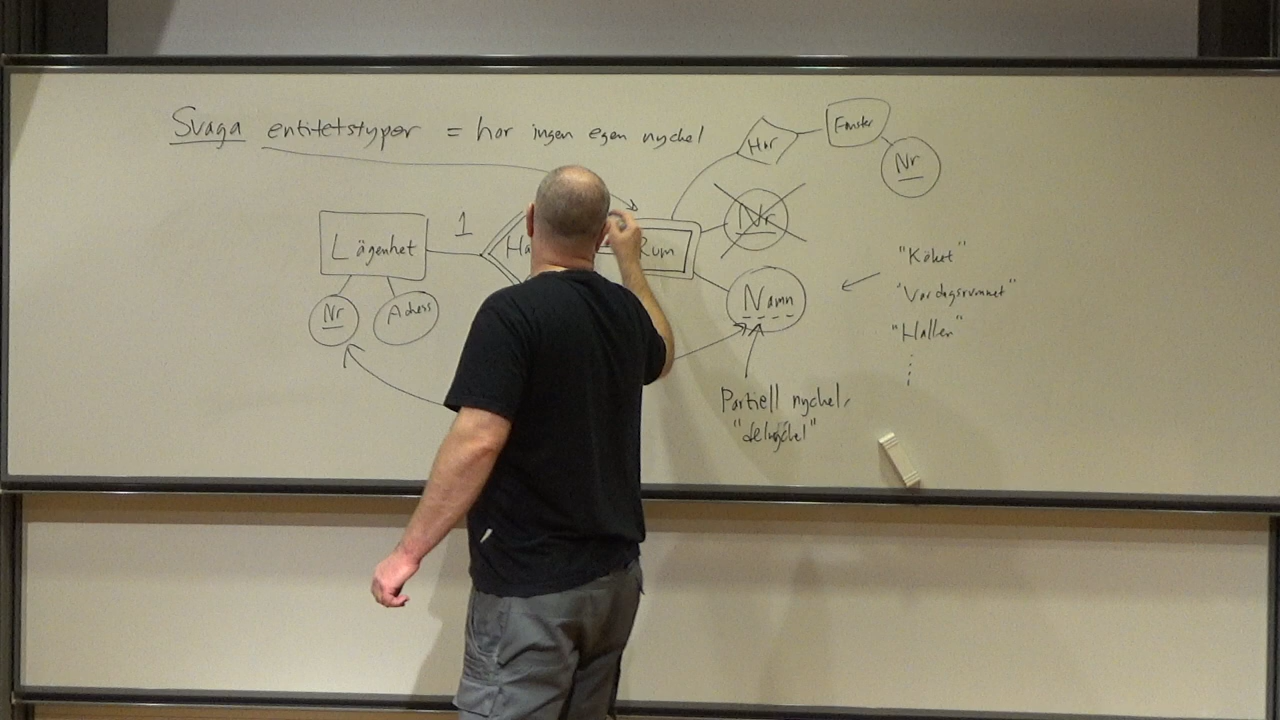 Svaga entitetstyper = har ingen egen nyckel
Har
Fönster
Nr
Nr
1
Lägenhet
Ha
Rum
Nr
Adress
Namn
"Köket"
"Vardagsrummet"
"Hallen"
Partiell nyckel,
"delnyckel"